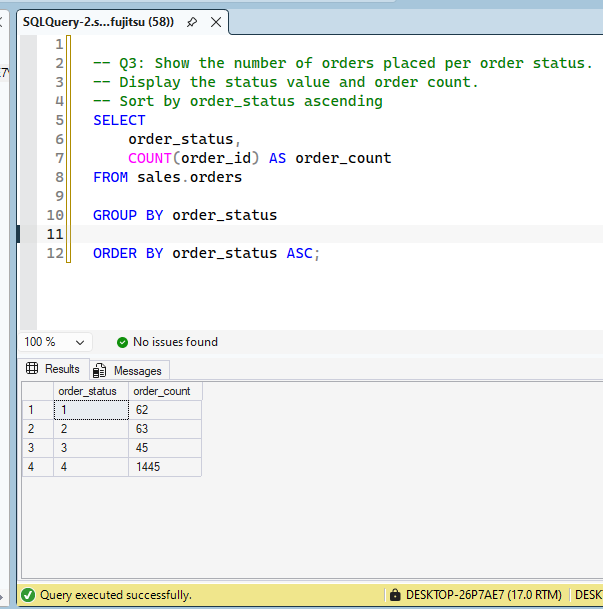 SQLQuery-2.s...fujitsu (58))
1
2 -- Q3: Show the number of orders placed per order status.
3 -- Display the status value and order count.
4 -- Sort by order_status ascending
5 SELECT
6 order_status,
7 COUNT(order_id) AS order_count
8 FROM sales.orders
9
10 GROUP BY order_status
11
12 ORDER BY order_status ASC;
100 %
No issues found
Results Messages
order_status order_count
1 1 62
2 2 63
3 3 45
4 4 1445
Query executed successfully. DESKTOP-26P7AE7 (17.0 RTM) DESK